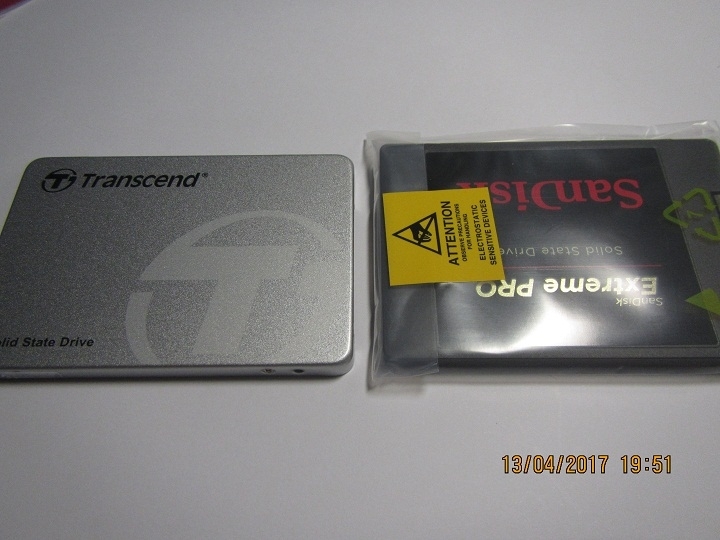 Transcend®
lid State Drive
SanDisk
Solid State Drive
SanDisk
Extreme PRO
ATTENTION
OBSERVE PRECAUTIONS
FOR HANDLING
ELECTROSTATIC
SENSITIVE DEVICES
13/04/2017 19:51